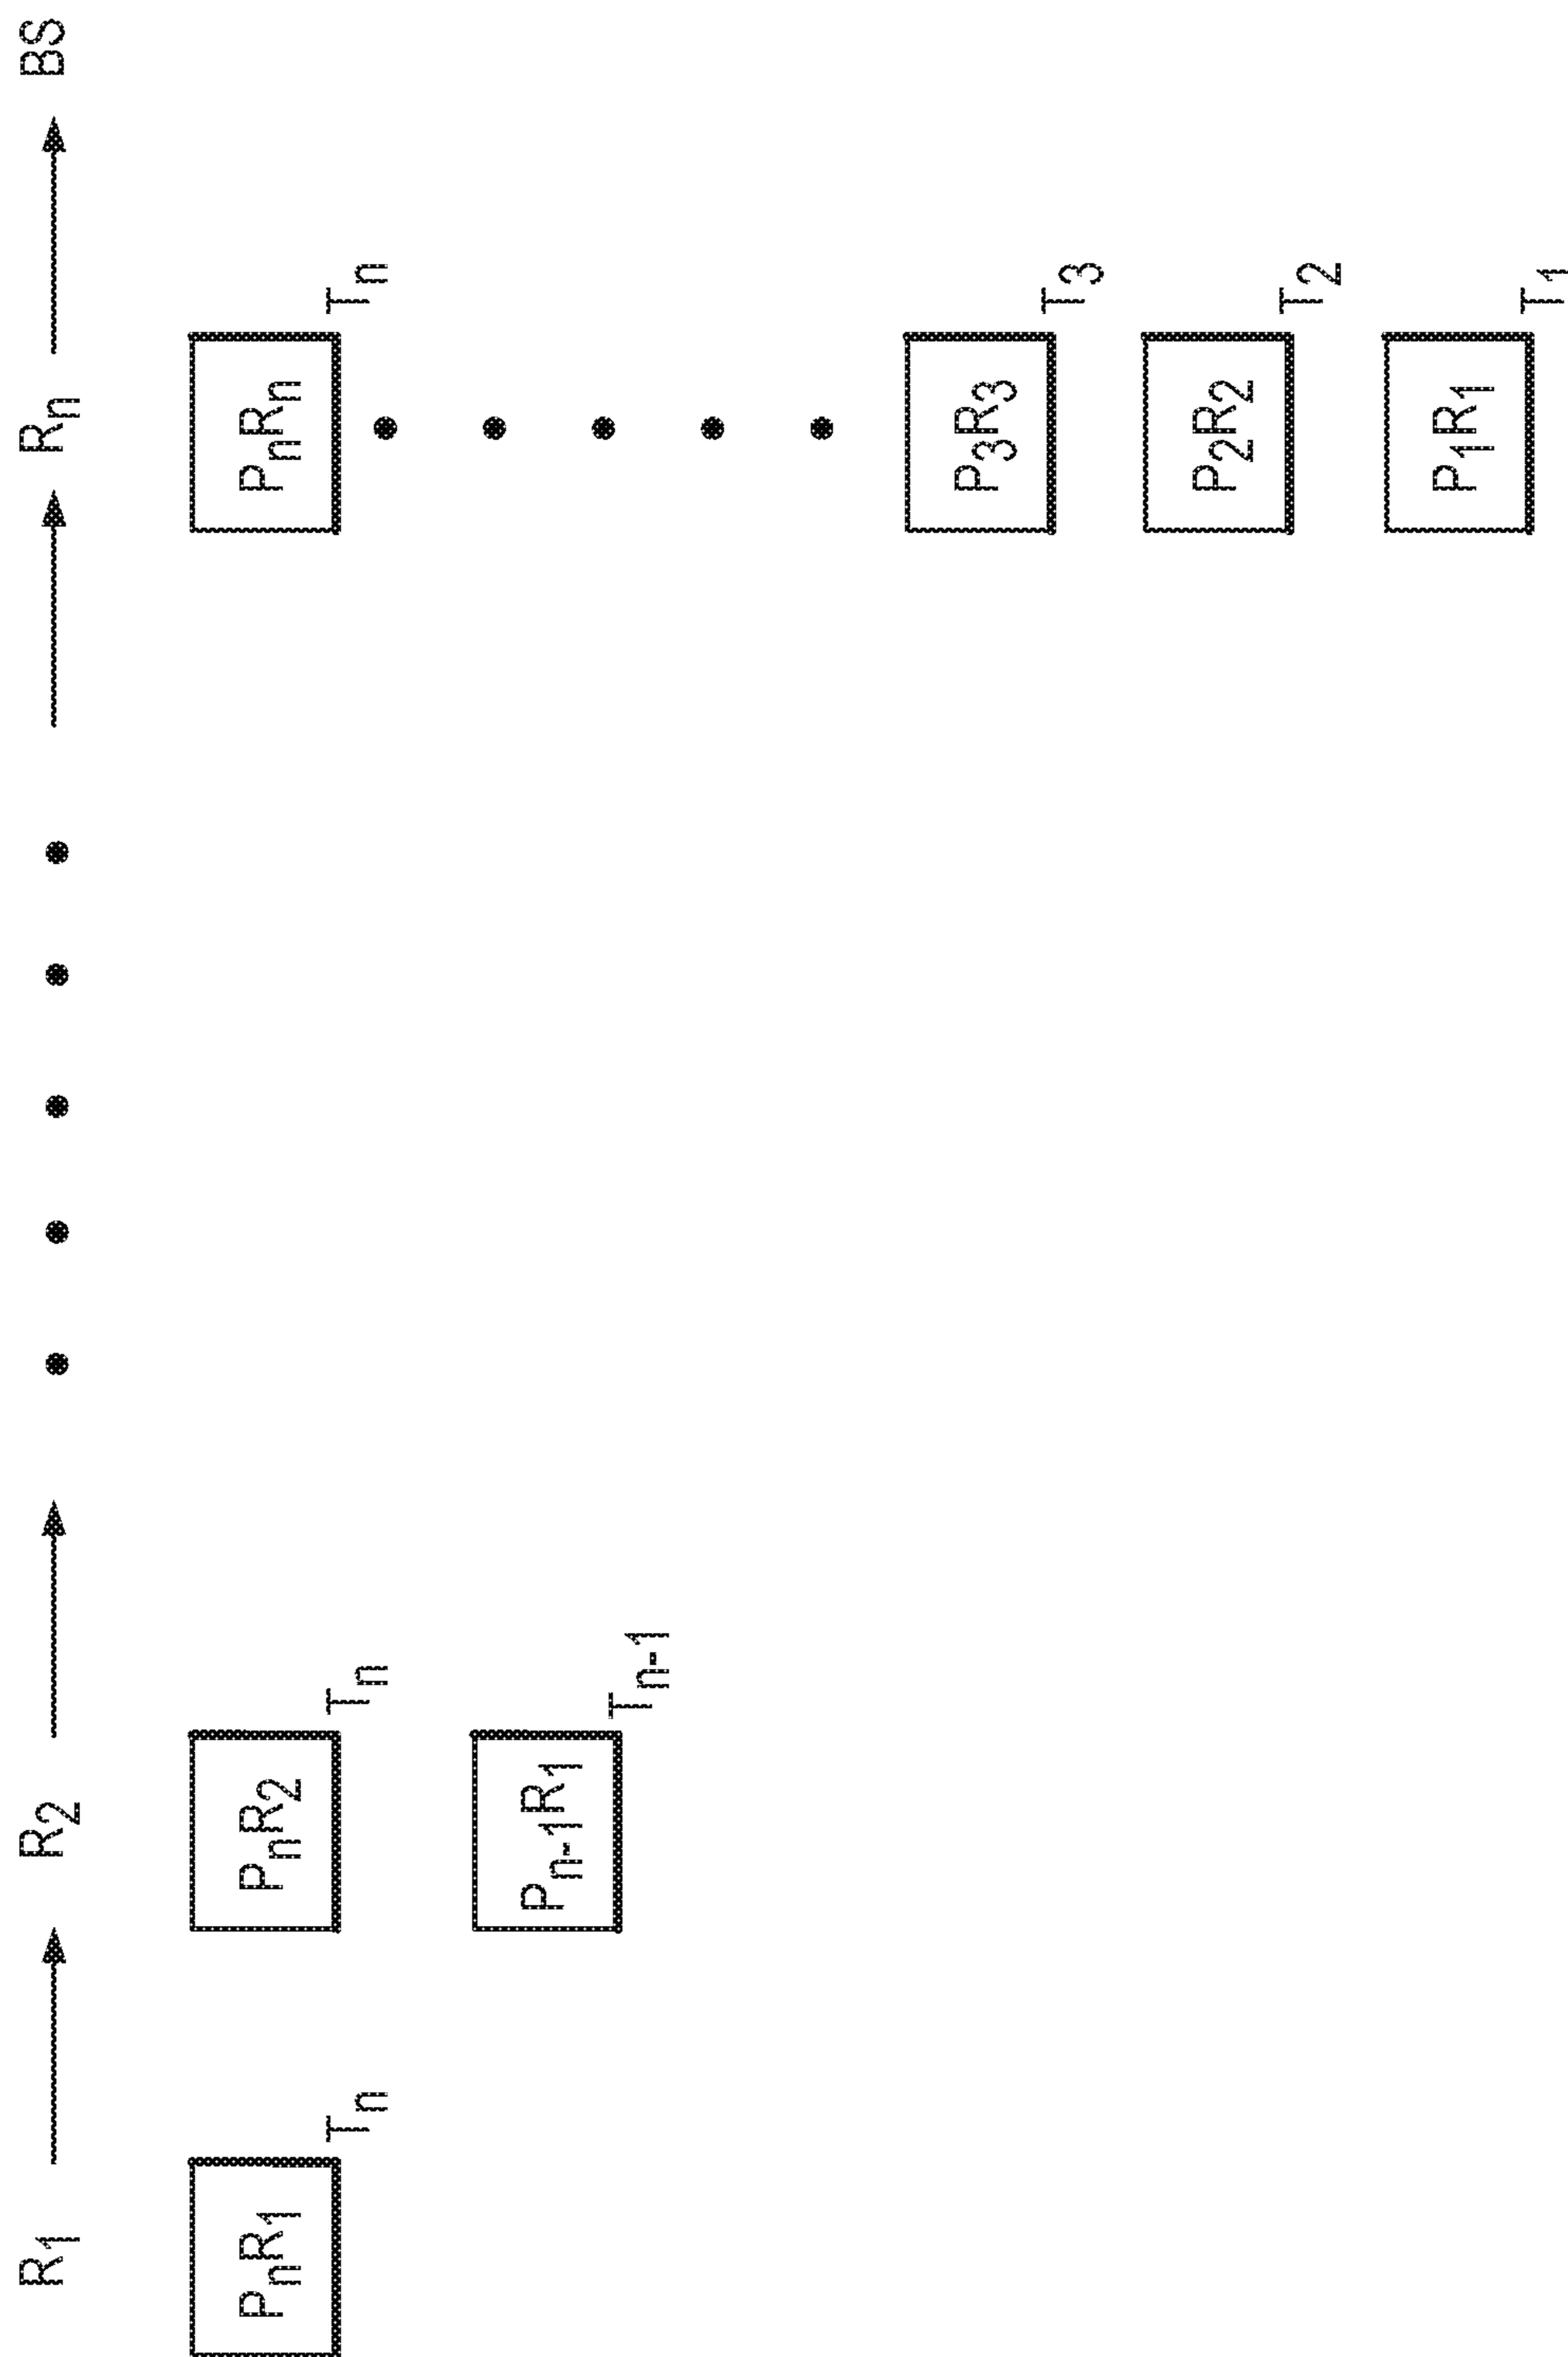 R1 R2 Rn BS
PnR1 Tn
PnR2 Tn
PnRn Tn
Pn-1R1 Tn-1
P3R3 T3
P2R2 T2
P1R1 T1